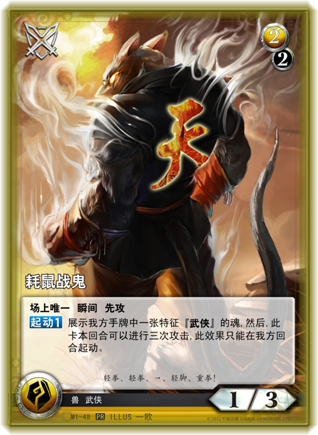 2
2
天
耗鼠战鬼
场上唯一 瞬间 先攻
起动1 展示我方手牌中一张特征『武侠』的魂,然后,此
卡本回合可以进行三次攻击,此效果只能在我方回
合起动。
轻拳、轻拳、→、轻脚、重拳!
兽 武侠
1 / 3
W1-48 PR ILLUS 一欧